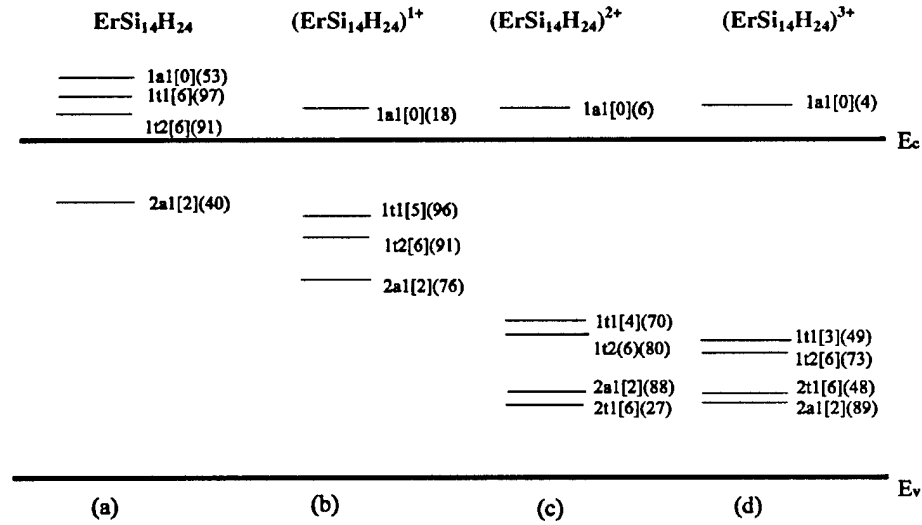 ErSi₁₄H₂₄ (ErSi₁₄H₂₄)¹⁺ (ErSi₁₄H₂₄)²⁺ (ErSi₁₄H₂₄)³⁺
1a1[0](53)
1t1[6](97)
1t2[6](91)
1a1[0](18)
1a1[0](6)
1a1[0](4)
Ec
2a1[2](40)
1t1[5](96)
1t2[6](91)
2a1[2](76)
1t1[4](70)
1t2(6)(80)
2a1[2](88)
2t1[6](27)
1t1[3](49)
1t2[6](73)
2t1[6](48)
2a1[2](89)
Ev
(a) (b) (c) (d)